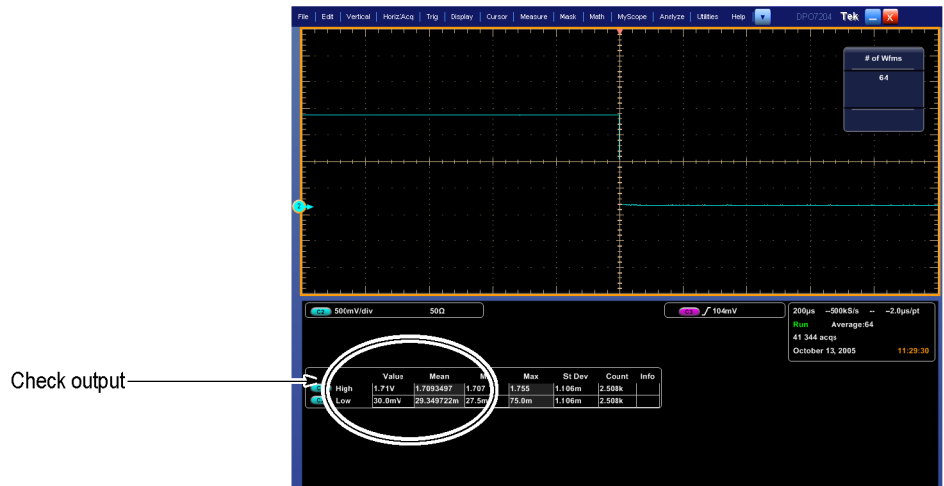 File | Edit | Vertical | Horiz/Acq | Trig | Display | Cursor | Measure | Mask | Math | MyScope | Analyze | Utilities | Help DPO7204 Tek X
# of Wfms
64
2
C2 500mV/div 50Ω
C3 104mV
200µs 500kS/s 2.0µs/pt
Run Average:64
41 344 acqs
October 13, 2005 11:29:30
Check output
Value Mean Max St Dev Count Info
High 1.71V 1.7093497 1.707 1.755 1.106m 2.508k
Low 30.0mV 29.349722m 27.5m 75.0m 1.106m 2.508k